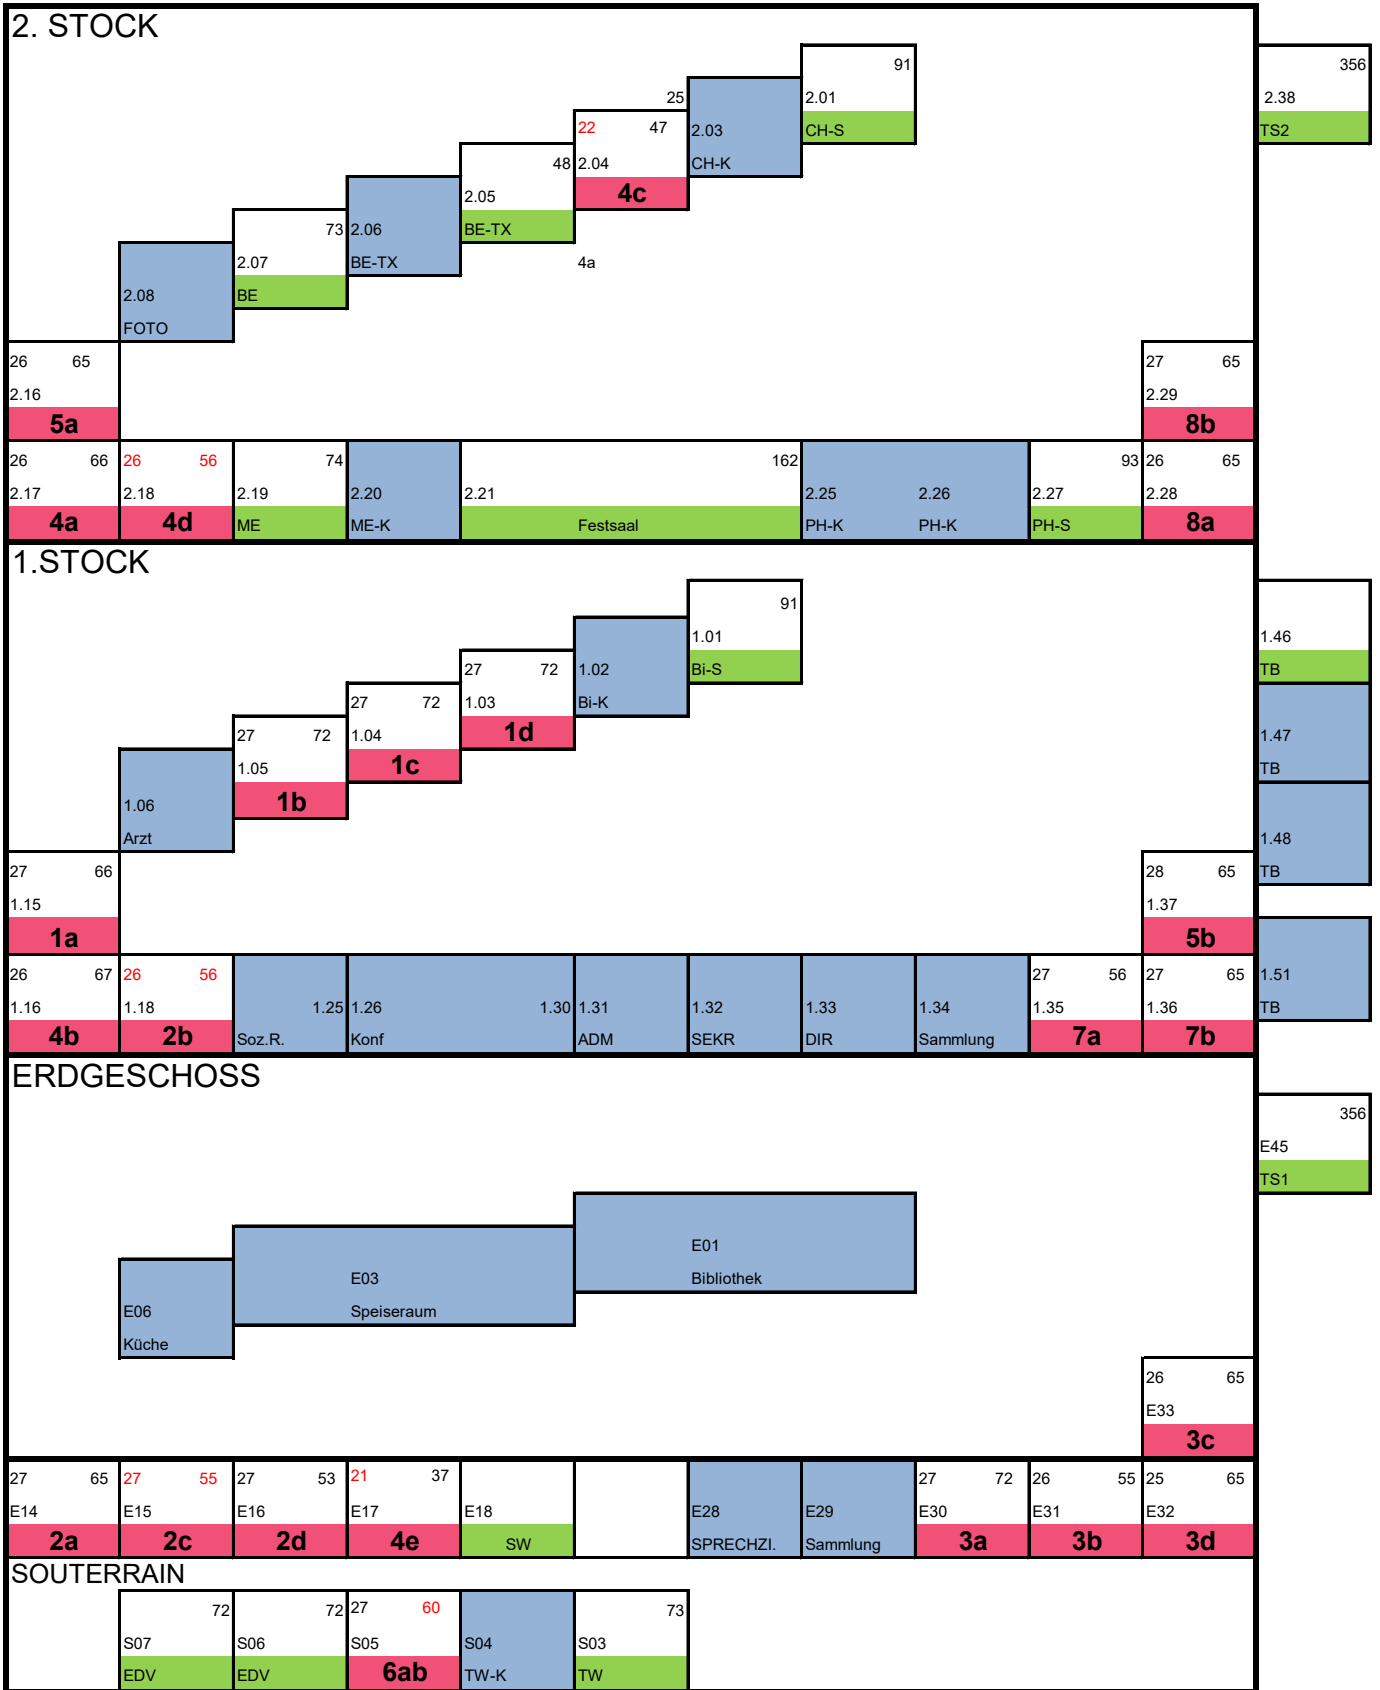 2. STOCK
91
2.01
CH-S
356
2.38
TS2
25
2.03
CH-K
22 47
2.04
4c
48
2.05
BE-TX
4a
2.06
BE-TX
73
2.07
BE
2.08
FOTO
26 65
2.16
5a
27 65
2.29
8b
26 66
2.17
4a
26 56
2.18
4d
74
2.19
ME
2.20
ME-K
162
2.21
Festsaal
2.25 2.26
PH-K PH-K
93
2.27
PH-S
26 65
2.28
8a
1.STOCK
91
1.01
Bi-S
1.46
TB
1.02
Bi-K
27 72
1.03
1d
27 72
1.04
1c
27 72
1.05
1b
1.06
Arzt
1.47
TB
1.48
TB
27 66
1.15
1a
28 65
1.37
5b
1.51
TB
26 67
1.16
4b
26 56
1.18
2b
1.25
Soz.R.
1.26 1.30
Konf
1.31
ADM
1.32
SEKR
1.33
DIR
1.34
Sammlung
27 56
1.35
7a
27 65
1.36
7b
ERDGESCHOSS
356
E45
TS1
E01
Bibliothek
E03
Speiseraum
E06
Küche
26 65
E33
3c
27 65
E14
2a
27 55
E15
2c
27 53
E16
2d
21 37
E17
4e
E18
SW
E28
SPRECHZI.
E29
Sammlung
27 72
E30
3a
26 55
E31
3b
25 65
E32
3d
SOUTERRAIN
72
S07
EDV
72
S06
EDV
27 60
S05
6ab
S04
TW-K
73
S03
TW